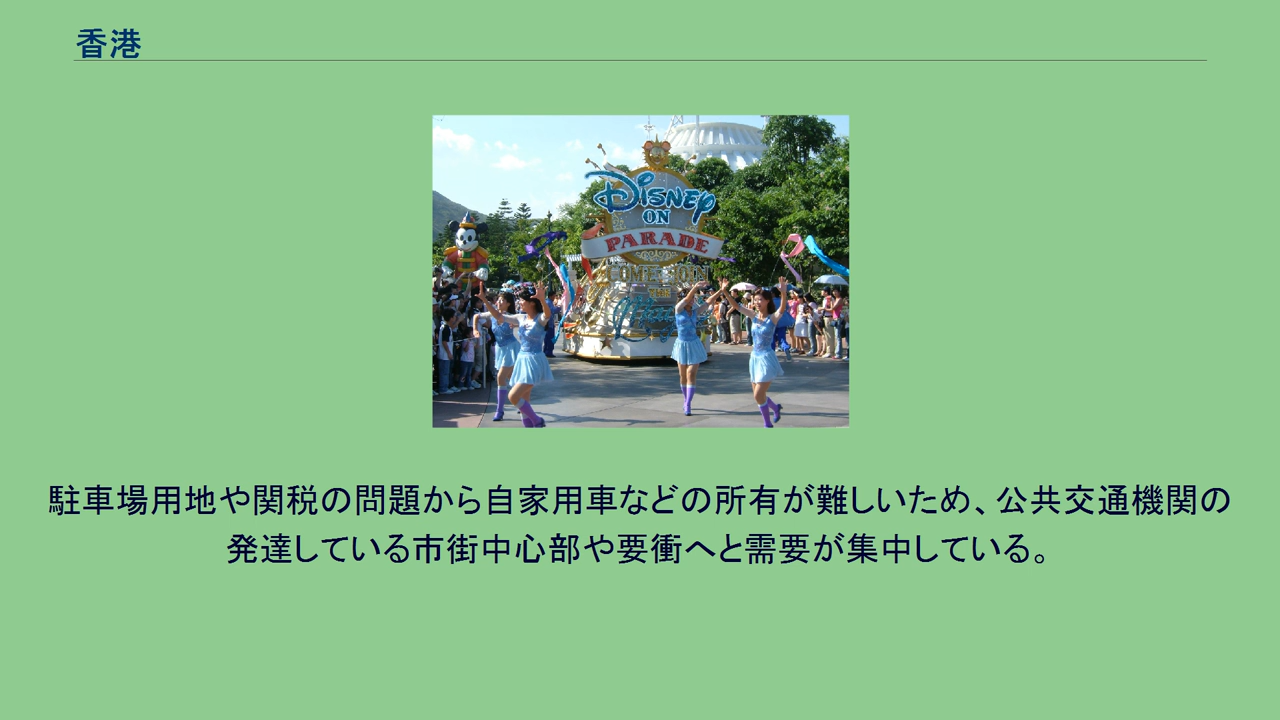 香港
DISNEY
ON
PARADE
駐車場用地や関税の問題から自家用車などの所有が難しいため、公共交通機関の
発達している市街中心部や要衝へと需要が集中している。